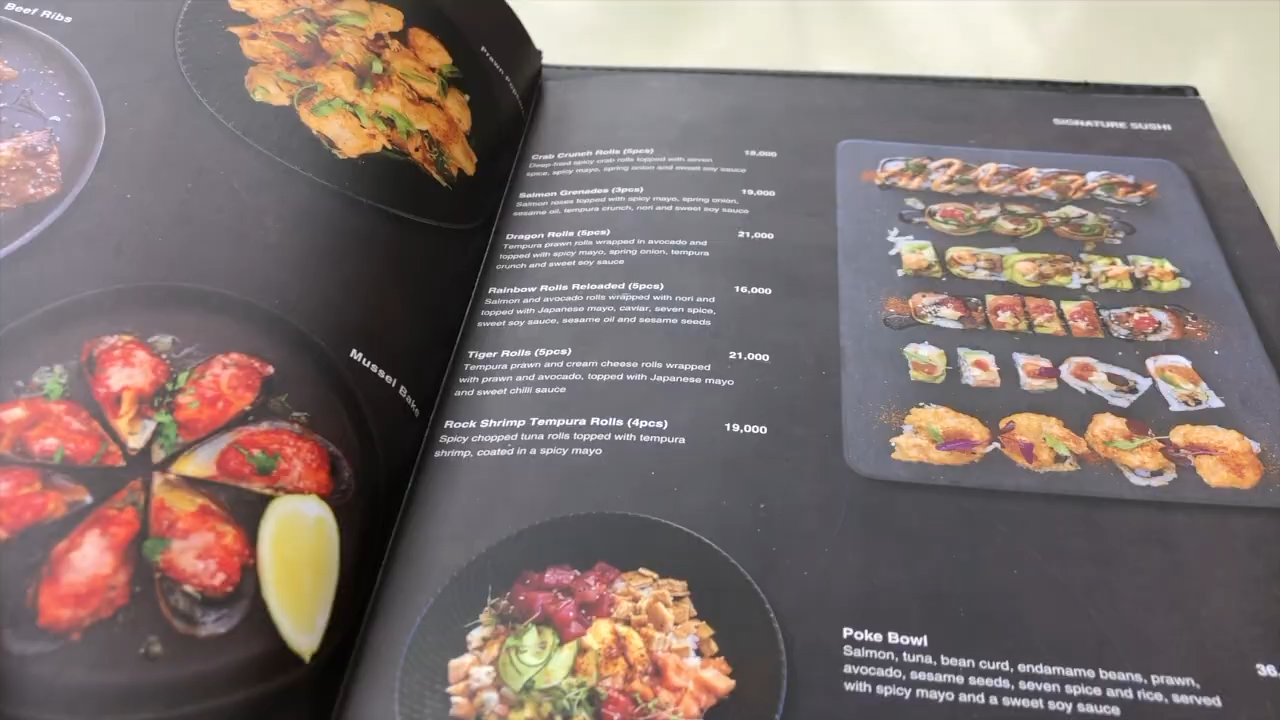 Beef Ribs
Prawn
Mussel Bake
SIGNATURE SUSHI
Crab Crunch Rolls (5pcs) 18,000
Deep-fried spicy crab rolls topped with seven
spice, spicy mayo, spring onion and sweet soy sauce
Salmon Grenades (3pcs) 19,000
Salmon roses topped with spicy mayo, spring onion,
sesame oil, tempura crunch, nori and sweet soy sauce
Dragon Rolls (5pcs) 21,000
Tempura prawn rolls wrapped in avocado and
topped with spicy mayo, spring onion, tempura
crunch and sweet soy sauce
Rainbow Rolls Reloaded (5pcs) 16,000
Salmon and avocado rolls wrapped with nori and
topped with Japanese mayo, caviar, seven spice,
sweet soy sauce, sesame oil and sesame seeds
Tiger Rolls (5pcs) 21,000
Tempura prawn and cream cheese rolls wrapped
with prawn and avocado, topped with Japanese mayo
and sweet chilli sauce
Rock Shrimp Tempura Rolls (4pcs) 19,000
Spicy chopped tuna rolls topped with tempura
shrimp, coated in a spicy mayo
Poke Bowl 36.
Salmon, tuna, bean curd, endamame beans, prawn,
avocado, sesame seeds, seven spice and rice, served
with spicy mayo and a sweet soy sauce